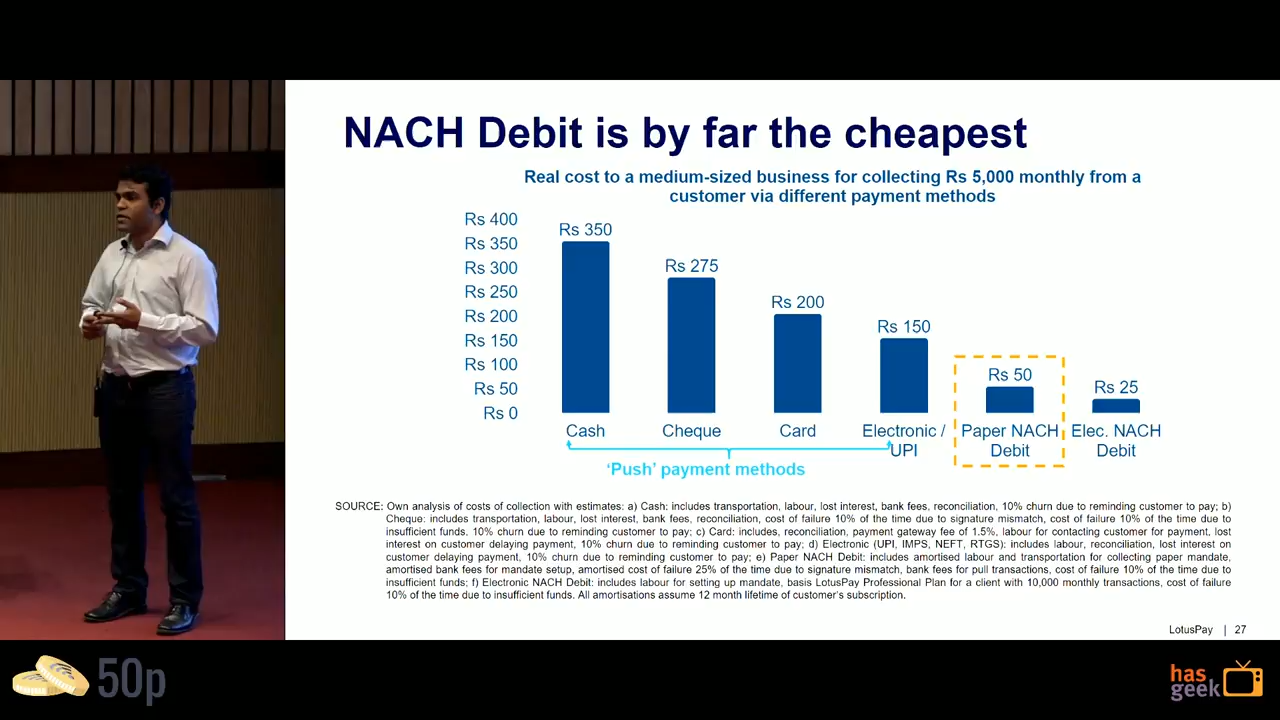 NACH Debit is by far the cheapest
Real cost to a medium-sized business for collecting Rs 5,000 monthly from a
customer via different payment methods
Rs 400
Rs 350
Rs 300
Rs 250
Rs 200
Rs 150
Rs 100
Rs 50
Rs 0
Rs 350
Rs 275
Rs 200
Rs 150
Rs 50
Rs 25
Cash
Cheque
Card
Electronic /
UPI
Paper NACH
Debit
Elec. NACH
Debit
‘Push’ payment methods
SOURCE: Own analysis of costs of collection with estimates: a) Cash: includes transportation, labour, lost interest, bank fees, reconciliation, 10% churn due to reminding customer to pay; b)
Cheque: includes transportation, labour, lost interest, bank fees, reconciliation, cost of failure 10% of the time due to signature mismatch, cost of failure 10% of the time due to
insufficient funds, 10% churn due to reminding customer to pay; c) Card: includes, reconciliation, payment gateway fee of 1.5%, labour for contacting customer for payment, lost
interest on customer delaying payment, 10% churn due to reminding customer to pay; d) Electronic (UPI, IMPS, NEFT, RTGS): includes labour, reconciliation, lost interest on
customer delaying payment, 10% churn due to reminding customer to pay; e) Paper NACH Debit: includes amortised labour and transportation for collecting paper mandate,
amortised bank fees for mandate setup, amortised cost of failure 25% of the time due to signature mismatch, bank fees for pull transactions, cost of failure 10% of the time due to
insufficient funds; f) Electronic NACH Debit: includes labour for setting up mandate, basis LotusPay Professional Plan for a client with 10,000 monthly transactions, cost of failure
10% of the time due to insufficient funds. All amortisations assume 12 month lifetime of customer's subscription.
LotusPay | 27
50p
has
geek